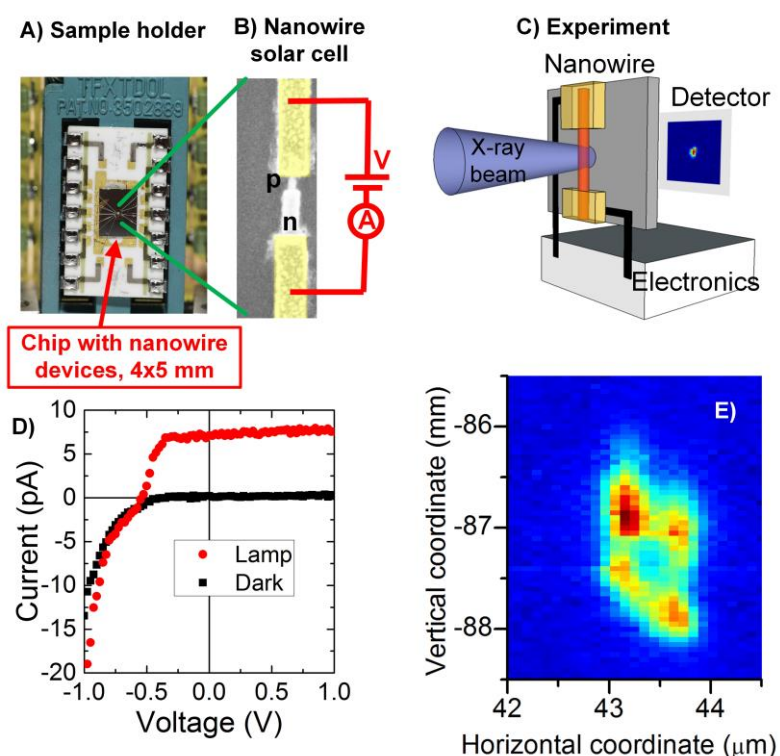 A) Sample holder
B) Nanowire
solar cell
C) Experiment
TFXTDOL
PAT.NO.3502889
p
n
V
A
Nanowire
Detector
X-ray
beam
Electronics
Chip with nanowire
devices, 4x5 mm
D)
10
5
0
-5
-10
-15
-20
Current (pA)
Lamp
Dark
-1.0 -0.5 0.0 0.5 1.0
Voltage (V)
E)
-86
-87
-88
Vertical coordinate (mm)
42 43 44
Horizontal coordinate (μm)